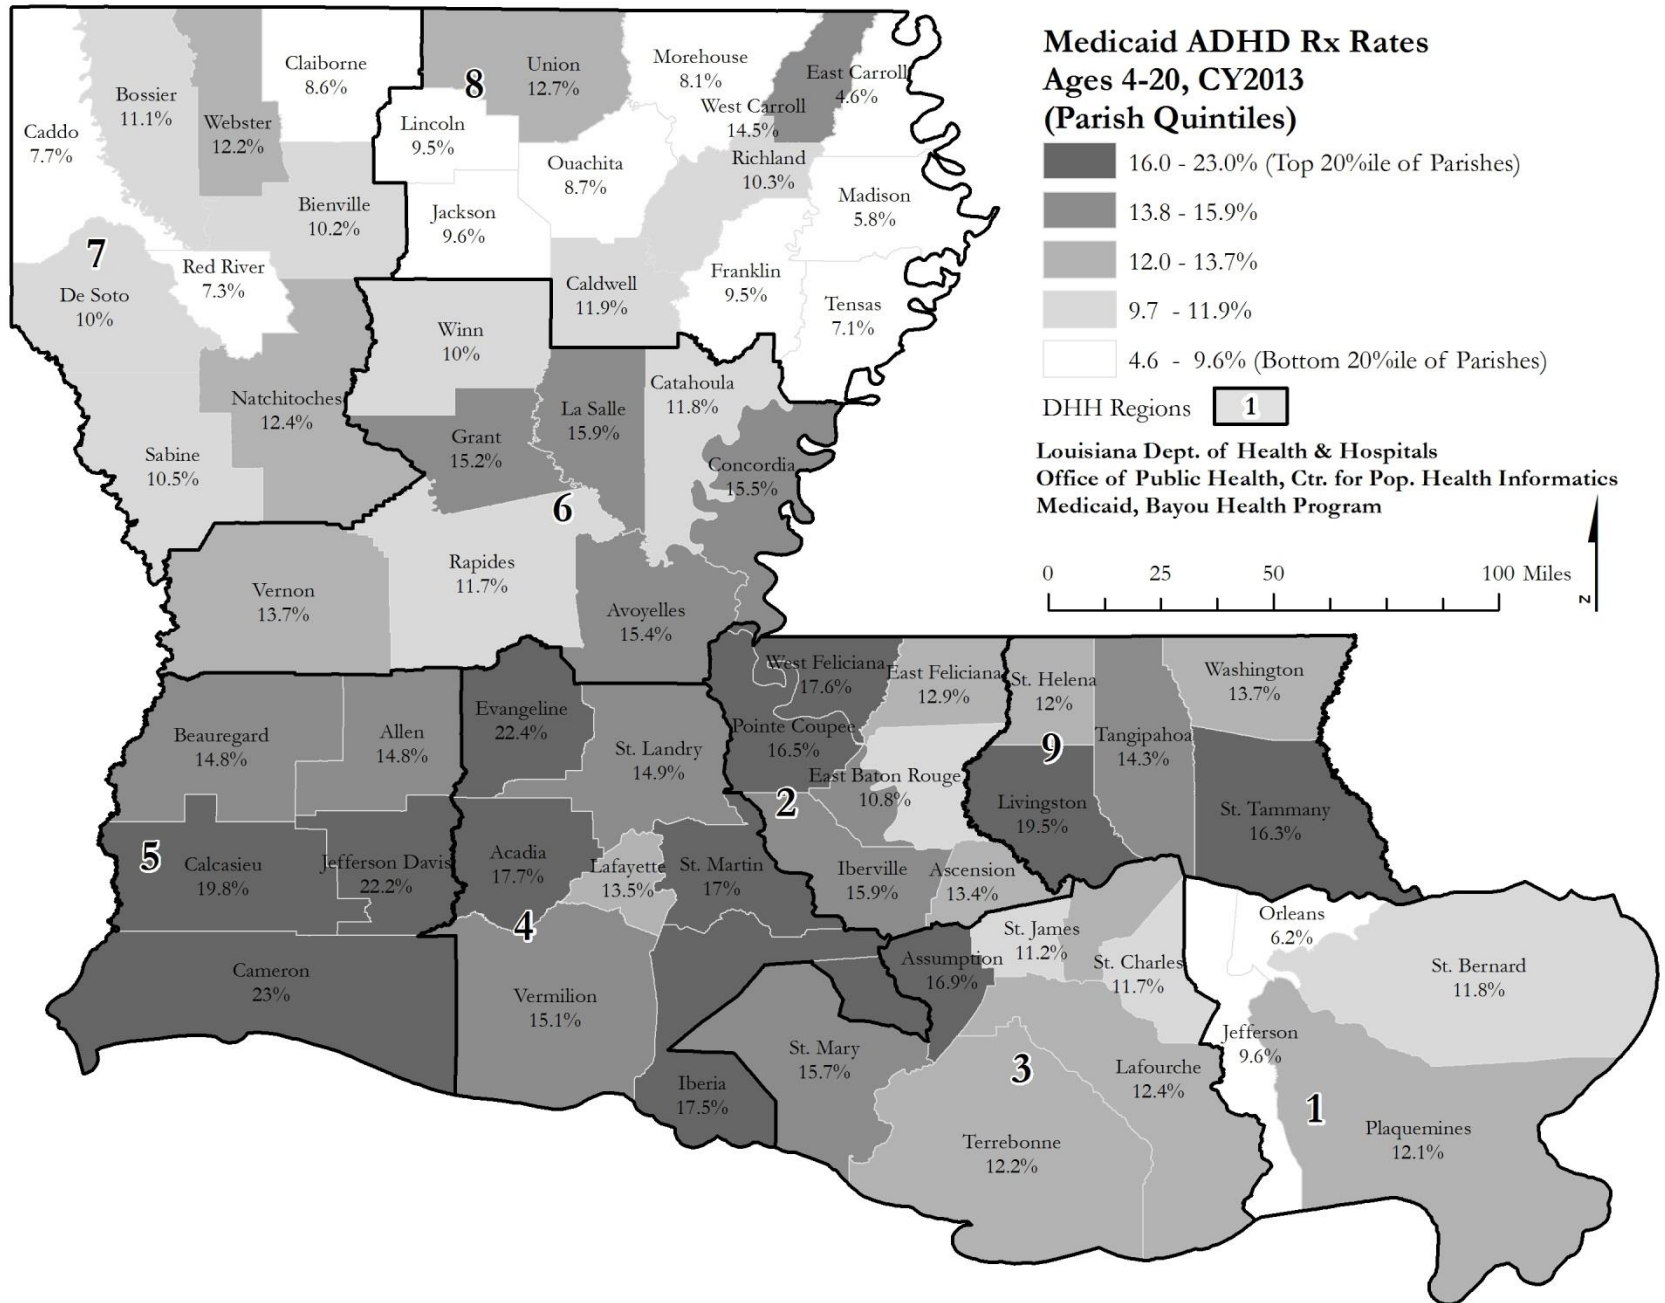 Medicaid ADHD Rx Rates
Ages 4-20, CY2013
(Parish Quintiles)
16.0 - 23.0% (Top 20%ile of Parishes)
13.8 - 15.9%
12.0 - 13.7%
9.7 - 11.9%
4.6 - 9.6% (Bottom 20%ile of Parishes)
DHH Regions
1
Louisiana Dept. of Health & Hospitals
Office of Public Health, Ctr. for Pop. Health Informatics
Medicaid, Bayou Health Program
0 25 50 100 Miles
N
Caddo
7.7%
Bossier
11.1%
Webster
12.2%
Claiborne
8.6%
Bienville
10.2%
7
De Soto
10%
Red River
7.3%
Natchitoches
12.4%
Sabine
10.5%
8
Union
12.7%
Morehouse
8.1%
West Carroll
14.5%
East Carroll
4.6%
Lincoln
9.5%
Ouachita
8.7%
Richland
10.3%
Madison
5.8%
Jackson
9.6%
Caldwell
11.9%
Franklin
9.5%
Tensas
7.1%
Winn
10%
La Salle
15.9%
Catahoula
11.8%
Grant
15.2%
Concordia
15.5%
6
Rapides
11.7%
Vernon
13.7%
Avoyelles
15.4%
Beauregard
14.8%
Allen
14.8%
5
Calcasieu
19.8%
Jefferson Davis
22.2%
Cameron
23%
Evangeline
22.4%
St. Landry
14.9%
Acadia
17.7%
Lafayette
13.5%
St. Martin
17%
4
Vermilion
15.1%
Iberia
17.5%
West Feliciana
17.6%
East Feliciana
12.9%
Pointe Coupee
16.5%
East Baton Rouge
10.8%
2
Iberville
15.9%
Ascension
13.4%
St. Helena
12%
Tangipahoa
14.3%
Washington
13.7%
9
Livingston
19.5%
St. Tammany
16.3%
Assumption
16.9%
St. James
11.2%
St. Charles
11.7%
St. Mary
15.7%
3
Lafourche
12.4%
Terrebonne
12.2%
Orleans
6.2%
St. Bernard
11.8%
Jefferson
9.6%
1
Plaquemines
12.1%